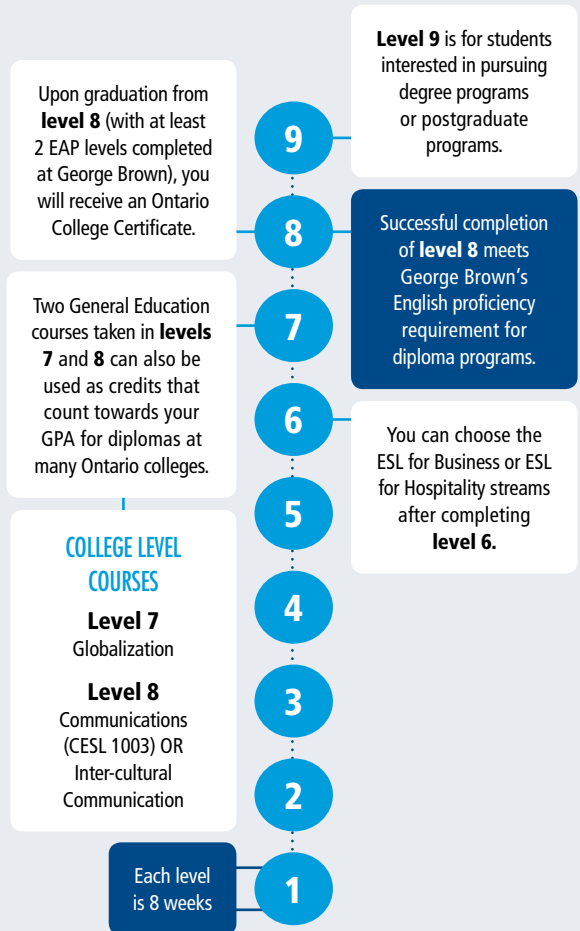 Level 9 is for students
interested in pursuing
degree programs
or postgraduate
programs.
Upon graduation from
level 8 (with at least
2 EAP levels completed
at George Brown), you
will receive an Ontario
College Certificate.
9
8
Successful completion
of level 8 meets
George Brown’s
English proficiency
requirement for
diploma programs.
Two General Education
courses taken in levels
7 and 8 can also be
used as credits that
count towards your
GPA for diplomas at
many Ontario colleges.
7
6
You can choose the
ESL for Business or ESL
for Hospitality streams
after completing
level 6.
5
COLLEGE LEVEL
COURSES
Level 7
Globalization
Level 8
Communications
(CESL 1003) OR
Inter-cultural
Communication
4
3
2
Each level
is 8 weeks
1